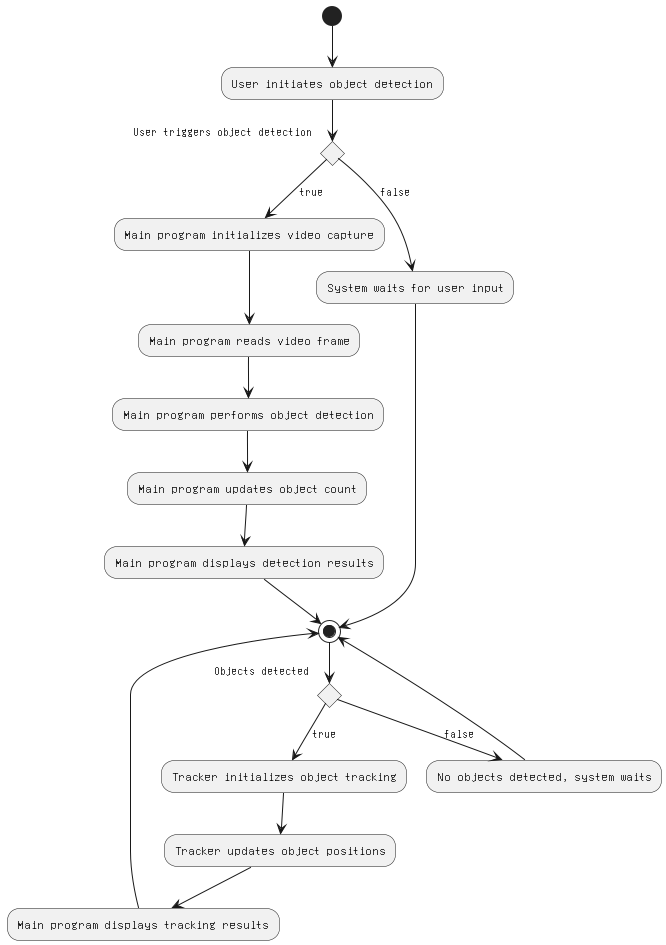 User initiates object detection
User triggers object detection
true
false
Main program initializes video capture
System waits for user input
Main program reads video frame
Main program performs object detection
Main program updates object count
Main program displays detection results
Objects detected
true
false
Tracker initializes object tracking
No objects detected, system waits
Tracker updates object positions
Main program displays tracking results